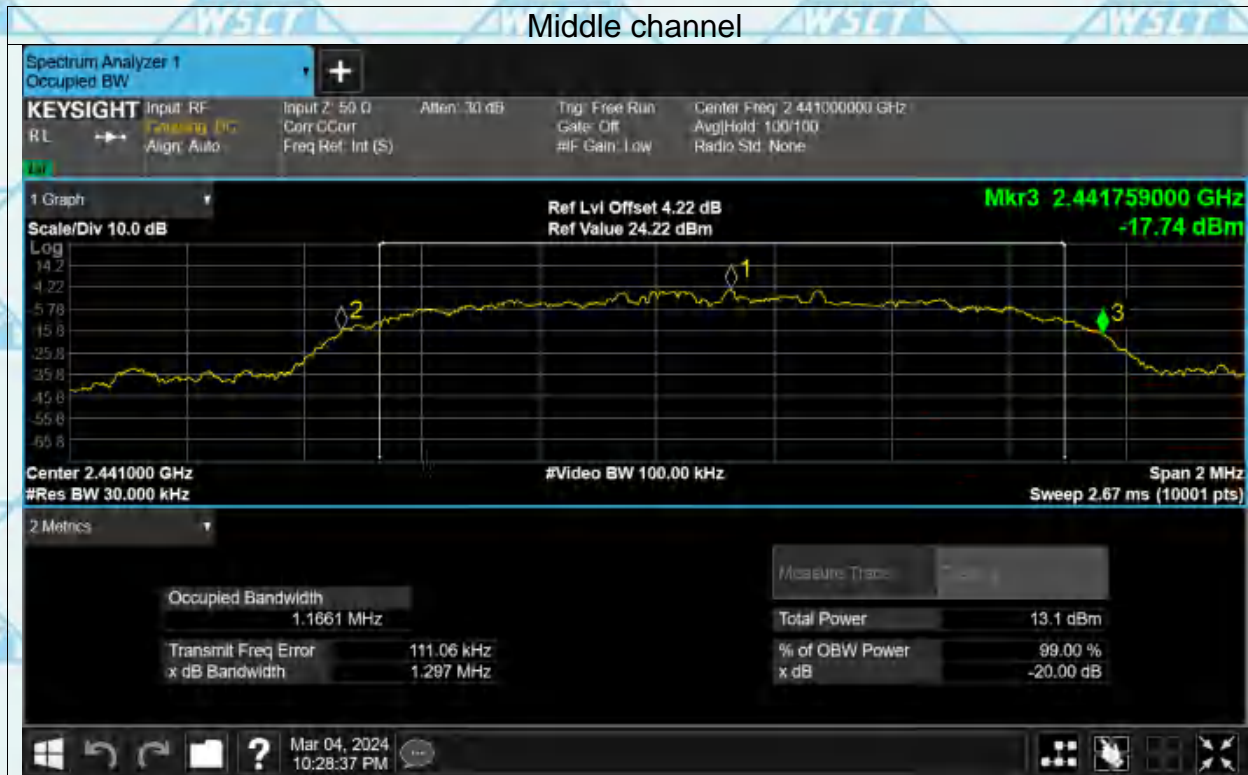 WSCT WSCT WSCT WSCT
Middle channel
Spectrum Analyzer 1
Occupied BW
KEYSIGHT Input: RF Input Z: 50 Ω Atten: 30 dB Trig: Free Run Center Freq: 2.441000000 GHz
RL Coupling: DC Corr CCorr Gate: Off Avg|Hold: 100/100
Align: Auto Freq Ref: Int (S) #IF Gain: Low Radio Std: None
1 Graph
Scale/Div 10.0 dB
Ref Lvl Offset 4.22 dB
Ref Value 24.22 dBm
Mkr3 2.441759000 GHz
-17.74 dBm
Log
14.2
4.22
-5.78
-15.8
-25.8
-35.8
-45.8
-55.8
-65.8
1
2
3
Center 2.441000 GHz #Video BW 100.00 kHz Span 2 MHz
#Res BW 30.000 kHz Sweep 2.67 ms (10001 pts)
2 Metrics
Measure Trace
Occupied Bandwidth
1.1661 MHz
Total Power 13.1 dBm
Transmit Freq Error 111.06 kHz % of OBW Power 99.00 %
x dB Bandwidth 1.297 MHz x dB -20.00 dB
? Mar 04, 2024
10:28:37 PM